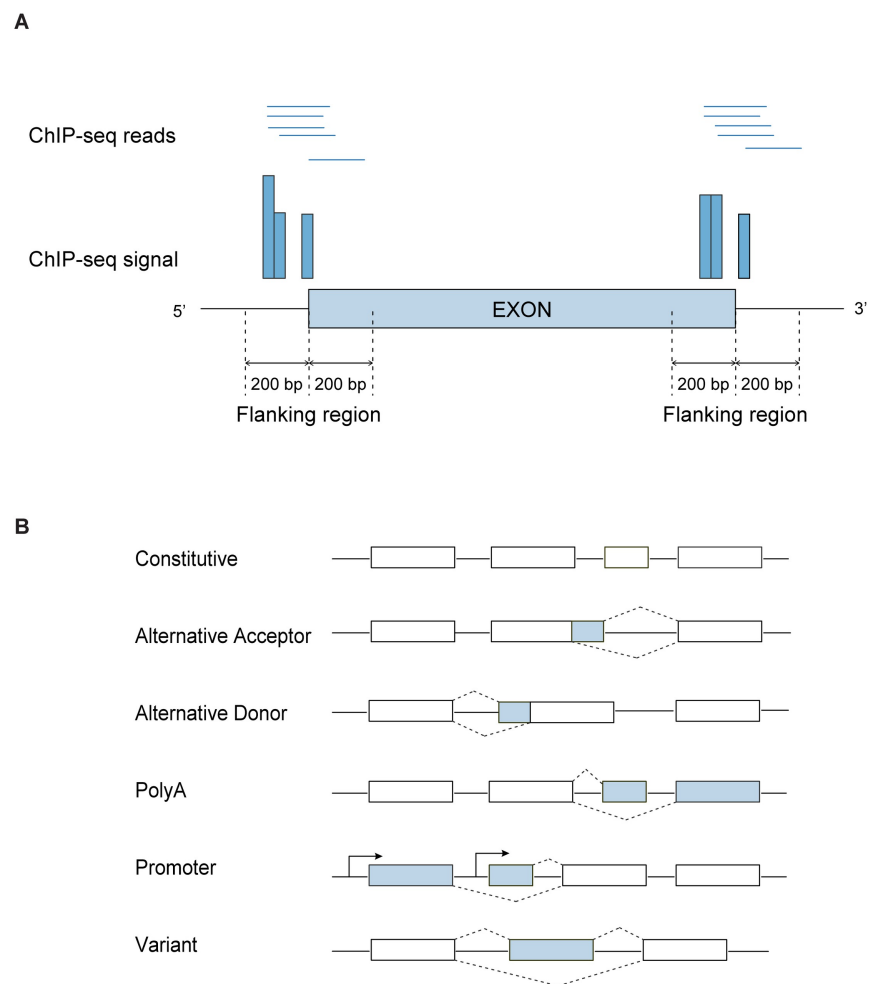 A
ChIP-seq reads
ChIP-seq signal
5’ EXON 3’
200 bp 200 bp 200 bp 200 bp
Flanking region Flanking region
B
Constitutive
Alternative Acceptor
Alternative Donor
PolyA
Promoter
Variant